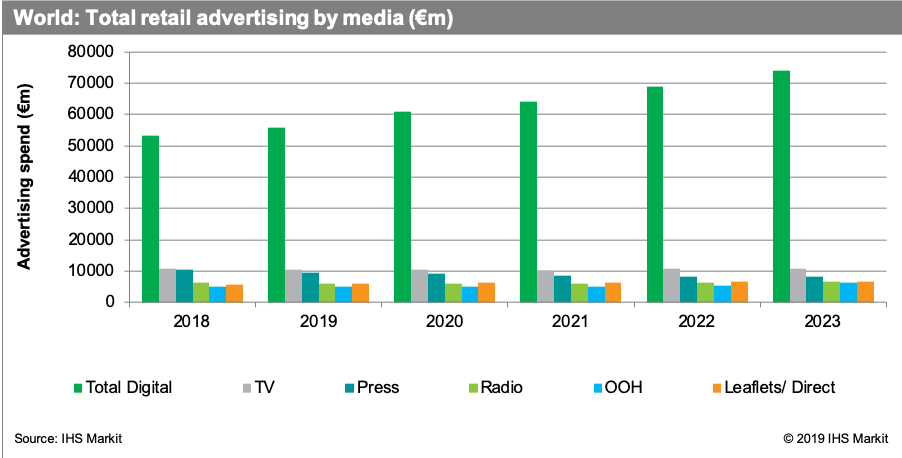 World: Total retail advertising by media (€m)
Advertising spend (€m)
80000
70000
60000
50000
40000
30000
20000
10000
0
2018 2019 2020 2021 2022 2023
Total Digital TV Press Radio OOH Leaflets/ Direct
Source: IHS Markit © 2019 IHS Markit